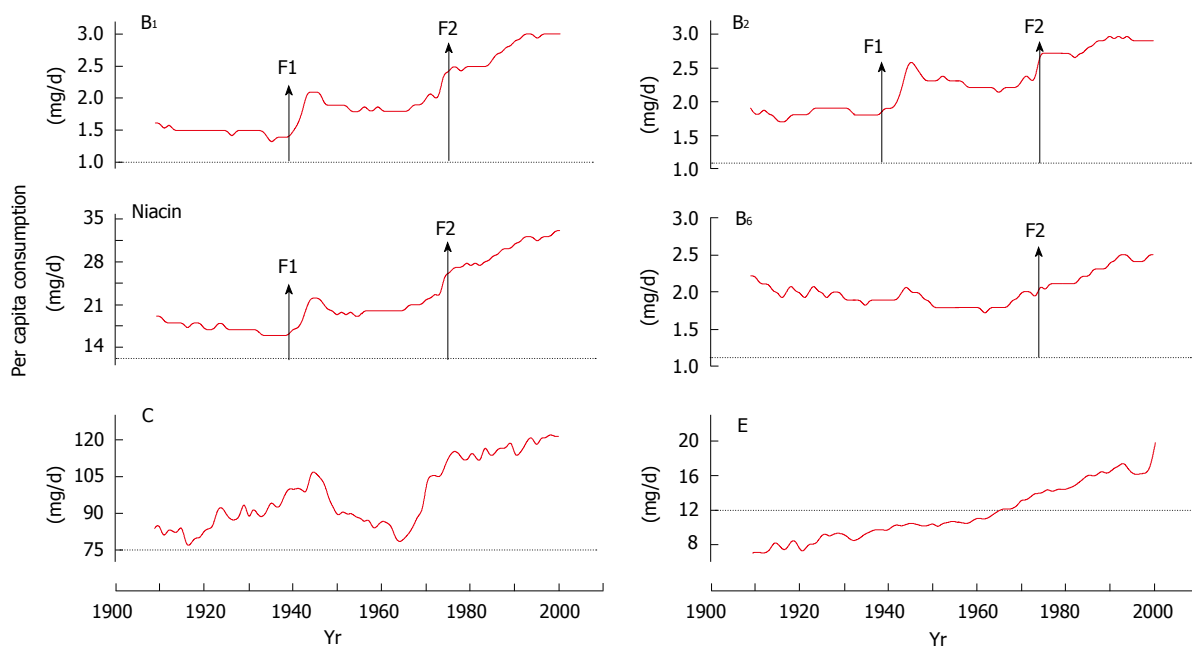 Per capita consumption
B1
(mg/d)
3.0
2.5
2.0
1.5
1.0
F1
F2
B2
(mg/d)
3.0
2.5
2.0
1.5
1.0
F1
F2
Niacin
(mg/d)
35
28
21
14
F1
F2
B6
(mg/d)
3.0
2.5
2.0
1.5
1.0
F2
C
(mg/d)
120
105
90
75
1900 1920 1940 1960 1980 2000
Yr
E
(mg/d)
20
16
12
8
1900 1920 1940 1960 1980 2000
Yr